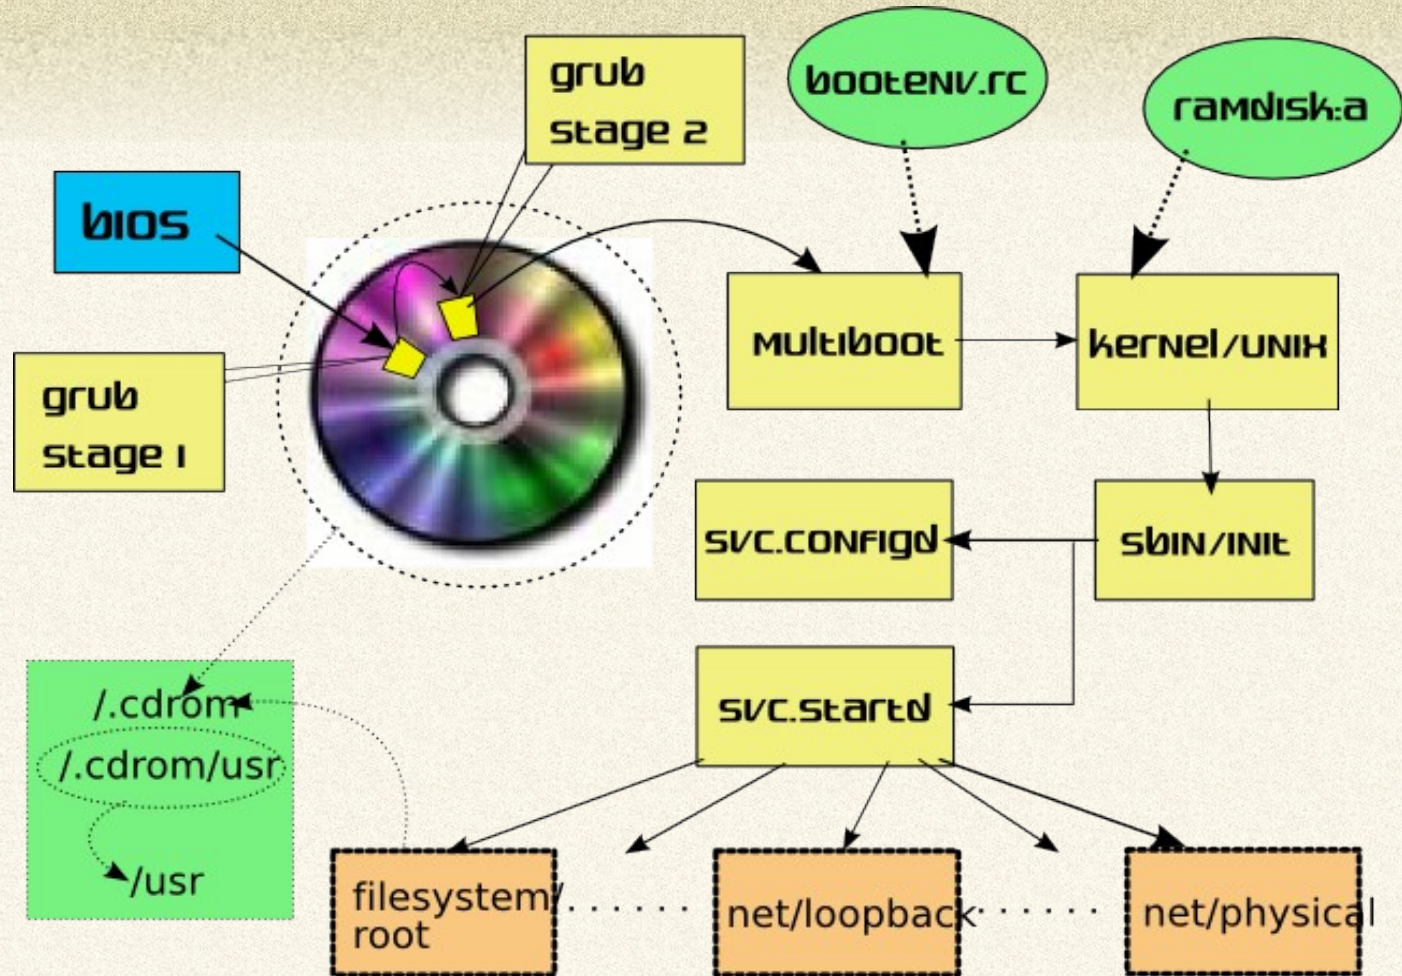 grub
stage 2
bootenv.rc
ramdisk:a
bios
multiboot
kernel/unix
grub
stage 1
svc.configd
sbin/init
svc.startd
/.cdrom
/.cdrom/usr
/usr
filesystem/
root
net/loopback
net/physical